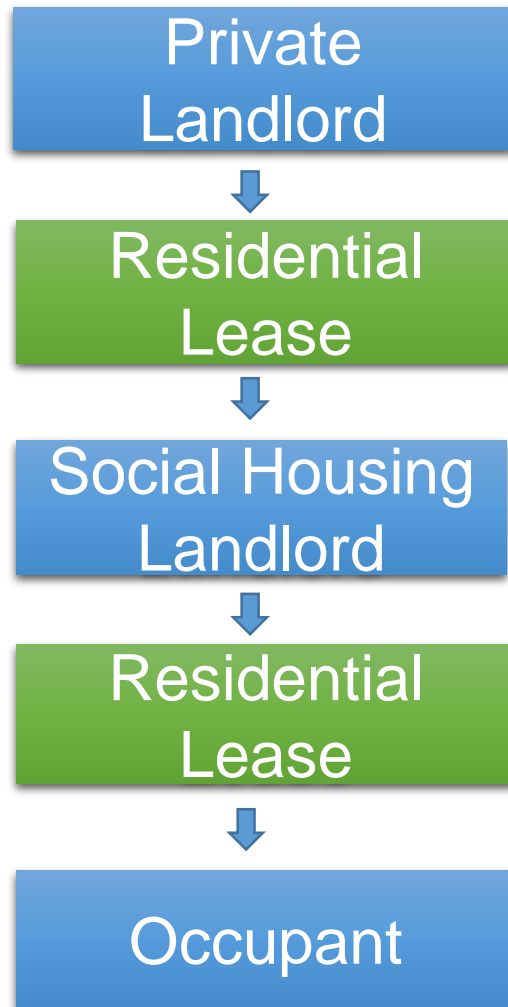 Private
Landlord
Residential
Lease
Social Housing
Landlord
Residential
Lease
Occupant